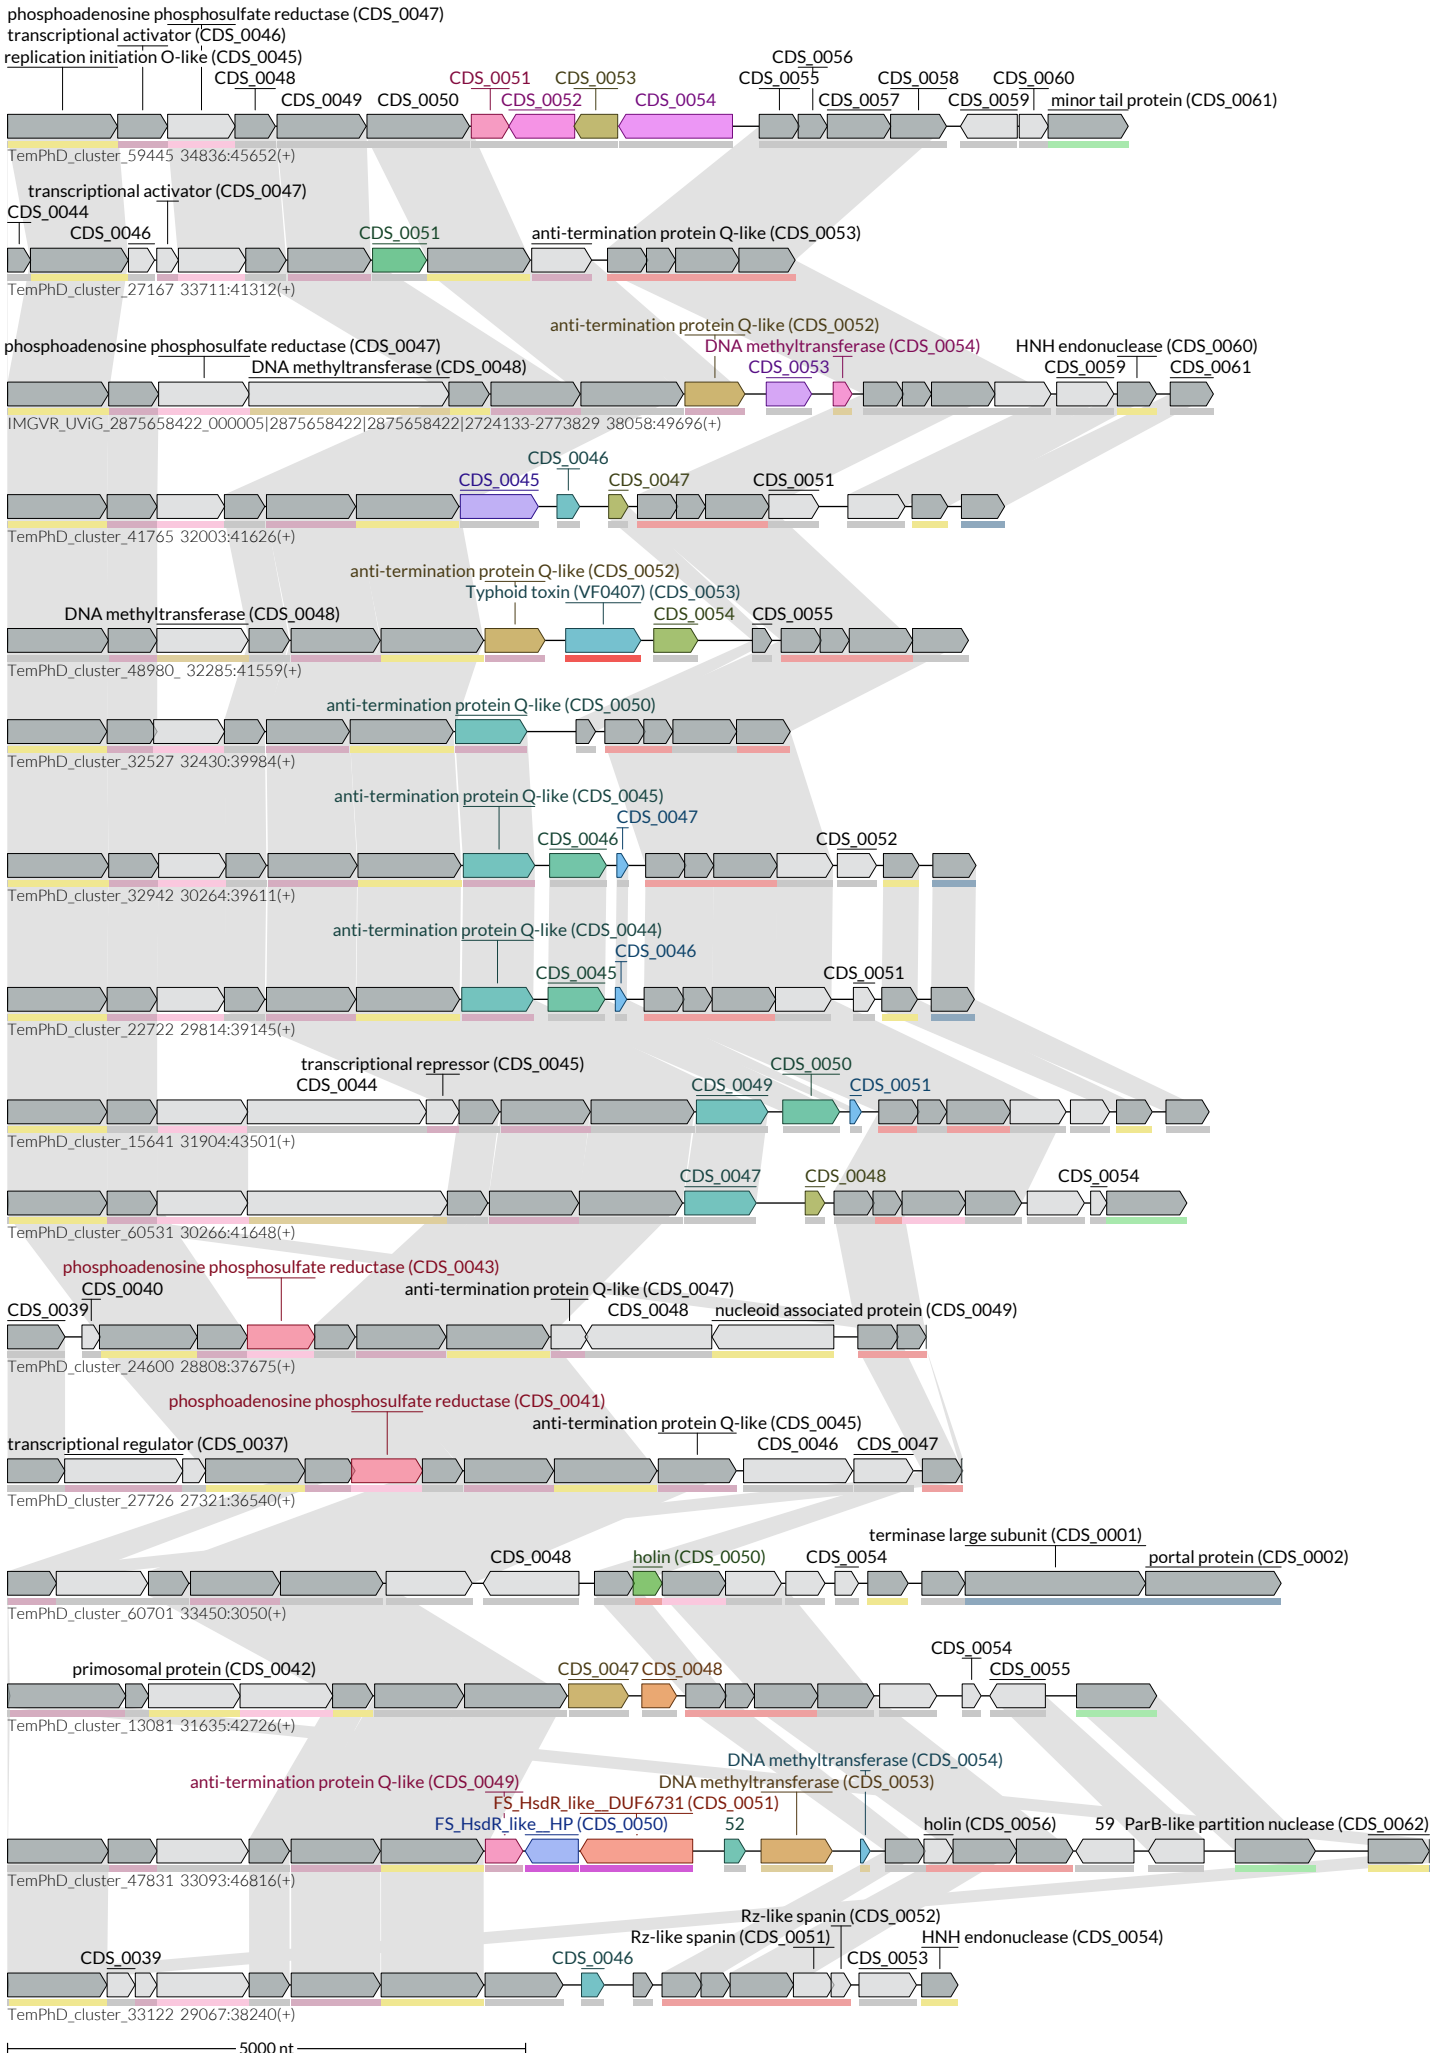 phosphoadenosine phosphosulfate reductase (CDS_0047)
transcriptional activator (CDS_0046)
replication initiation O-like (CDS_0045)
CDS_0056
CDS_0048
CDS_0051
CDS_0053
CDS_0055
CDS_0058
CDS_0060
CDS_0049
CDS_0050
CDS_0052
CDS_0054
CDS_0057
CDS_0059
minor tail protein (CDS_0061)
TemPhD_cluster_59445 34836:45652(+)
transcriptional activator (CDS_0047)
CDS_0044
CDS_0046
CDS_0051
anti-termination protein Q-like (CDS_0053)
TemPhD_cluster_27167 33711:41312(+)
anti-termination protein Q-like (CDS_0052)
phosphoadenosine phosphosulfate reductase (CDS_0047)
DNA methyltransferase (CDS_0054)
HNH endonuclease (CDS_0060)
DNA methyltransferase (CDS_0048)
CDS_0053
CDS_0059
CDS_0061
IMGVR_UViG_2875658422_000005|2875658422|2875658422|2724133-2773829 38058:49696(+)
CDS_0046
CDS_0045
CDS_0047
CDS_0051
TemPhD_cluster_41765 32003:41626(+)
anti-termination protein Q-like (CDS_0052)
Typhoid toxin (VF0407) (CDS_0053)
DNA methyltransferase (CDS_0048)
CDS_0054
CDS_0055
TemPhD_cluster_48980_ 32285:41559(+)
anti-termination protein Q-like (CDS_0050)
TemPhD_cluster_32527 32430:39984(+)
anti-termination protein Q-like (CDS_0045)
CDS_0047
CDS_0046
CDS_0052
TemPhD_cluster_32942 30264:39611(+)
anti-termination protein Q-like (CDS_0044)
CDS_0046
CDS_0045
CDS_0051
TemPhD_cluster_22722 29814:39145(+)
transcriptional repressor (CDS_0045)
CDS_0050
CDS_0044
CDS_0049
CDS_0051
TemPhD_cluster_15641 31904:43501(+)
CDS_0047
CDS_0048
CDS_0054
TemPhD_cluster_60531 30266:41648(+)
phosphoadenosine phosphosulfate reductase (CDS_0043)
CDS_0040
anti-termination protein Q-like (CDS_0047)
CDS_0039
CDS_0048
nucleoid associated protein (CDS_0049)
TemPhD_cluster_24600 28808:37675(+)
phosphoadenosine phosphosulfate reductase (CDS_0041)
anti-termination protein Q-like (CDS_0045)
transcriptional regulator (CDS_0037)
CDS_0046
CDS_0047
TemPhD_cluster_27726 27321:36540(+)
terminase large subunit (CDS_0001)
CDS_0048
holin (CDS_0050)
CDS_0054
portal protein (CDS_0002)
TemPhD_cluster_60701 33450:3050(+)
CDS_0054
primosomal protein (CDS_0042)
CDS_0047
CDS_0048
CDS_0055
TemPhD_cluster_13081 31635:42726(+)
DNA methyltransferase (CDS_0054)
anti-termination protein Q-like (CDS_0049)
DNA methyltransferase (CDS_0053)
FS_HsdR_like__DUF6731 (CDS_0051)
FS_HsdR_like__HP (CDS_0050)
52
holin (CDS_0056)
59
ParB-like partition nuclease (CDS_0062)
TemPhD_cluster_47831 33093:46816(+)
Rz-like spanin (CDS_0052)
Rz-like spanin (CDS_0051)
HNH endonuclease (CDS_0054)
CDS_0039
CDS_0046
CDS_0053
TemPhD_cluster_33122 29067:38240(+)
5000 nt